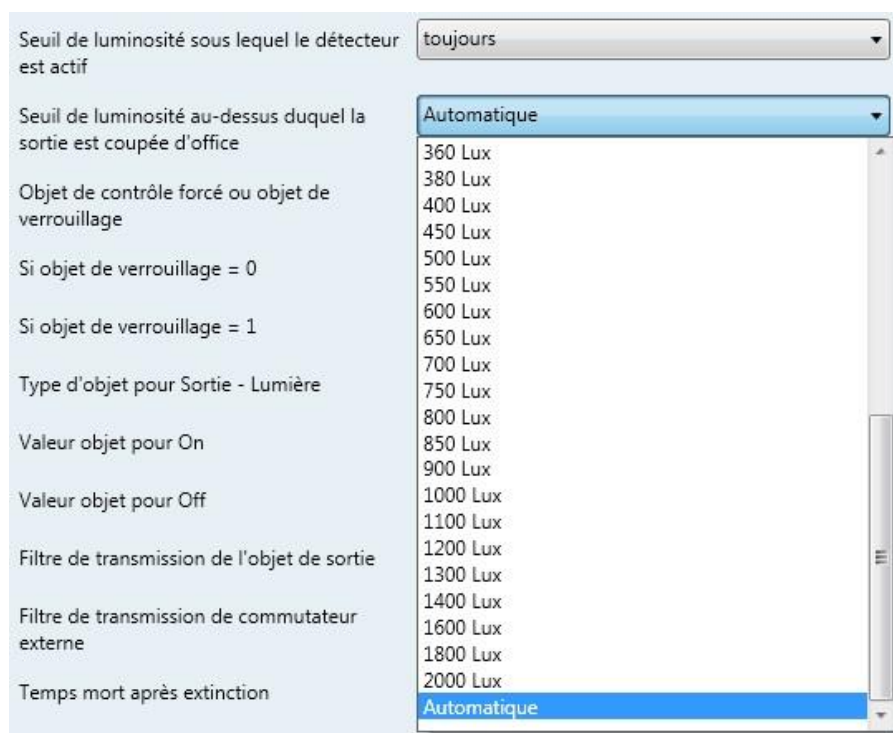 Seuil de luminosité sous lequel le détecteur
est actif
toujours
Seuil de luminosité au-dessus duquel la
sortie est coupée d'office
Automatique
Objet de contrôle forcé ou objet de
verrouillage
Si objet de verrouillage = 0
Si objet de verrouillage = 1
Type d'objet pour Sortie - Lumière
Valeur objet pour On
Valeur objet pour Off
Filtre de transmission de l'objet de sortie
Filtre de transmission de commutateur
externe
Temps mort après extinction
360 Lux
380 Lux
400 Lux
450 Lux
500 Lux
550 Lux
600 Lux
650 Lux
700 Lux
750 Lux
800 Lux
850 Lux
900 Lux
1000 Lux
1100 Lux
1200 Lux
1300 Lux
1400 Lux
1600 Lux
1800 Lux
2000 Lux
Automatique